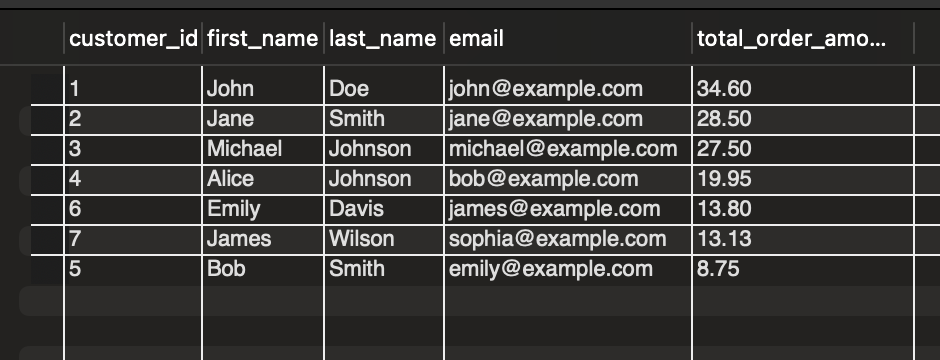 customer_id first_name last_name email total_order_amo...
1 John Doe john@example.com 34.60
2 Jane Smith jane@example.com 28.50
3 Michael Johnson michael@example.com 27.50
4 Alice Johnson bob@example.com 19.95
6 Emily Davis james@example.com 13.80
7 James Wilson sophia@example.com 13.13
5 Bob Smith emily@example.com 8.75